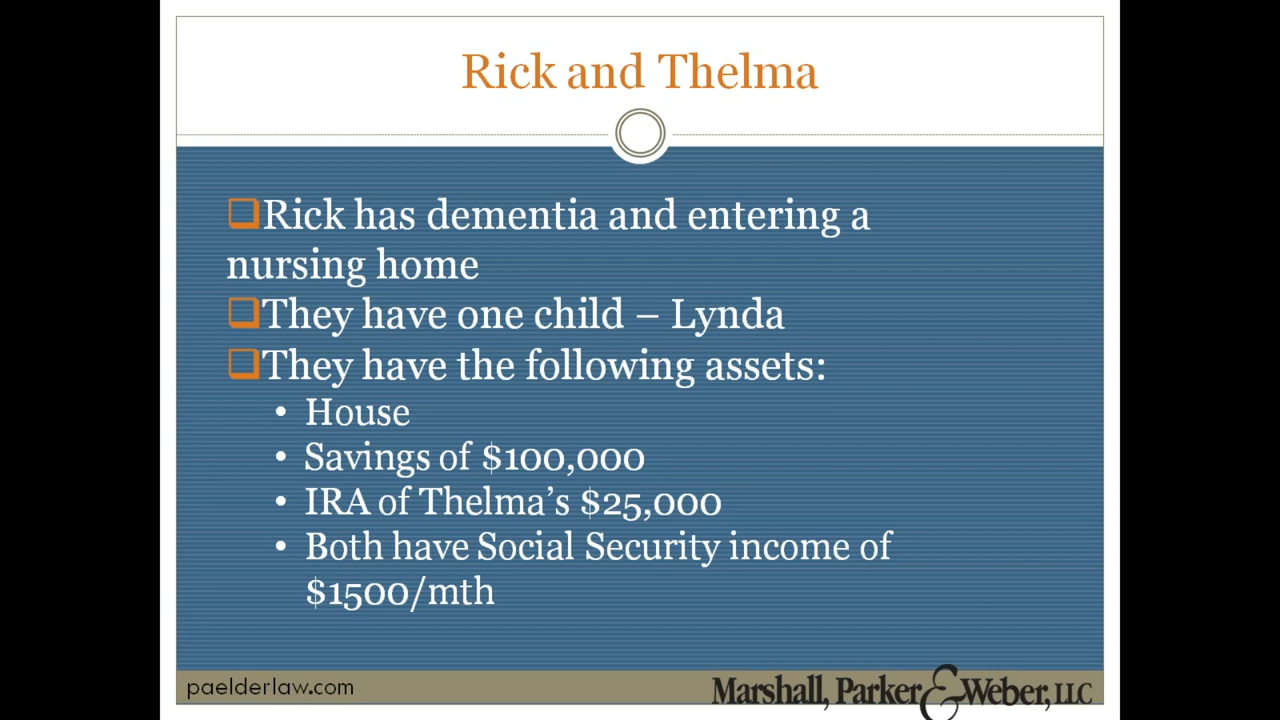 Rick and Thelma
❑Rick has dementia and entering a
nursing home
❑They have one child – Lynda
❑They have the following assets:
• House
• Savings of $100,000
• IRA of Thelma’s $25,000
• Both have Social Security income of
$1500/mth
paelderlaw.com
Marshall, Parker & Weber, LLC